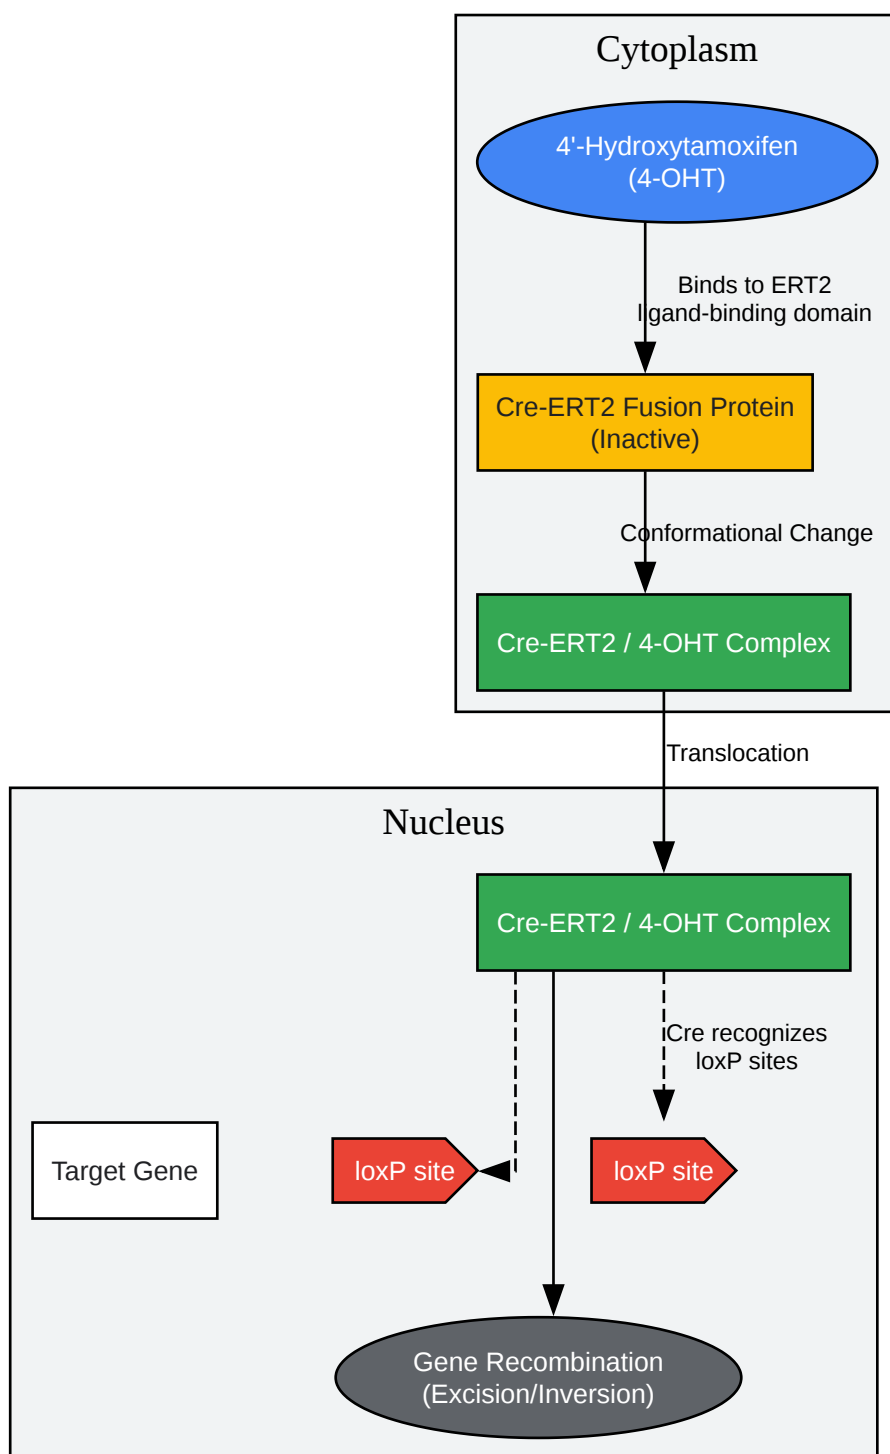 Cytoplasm
4'-Hydroxytamoxifen
(4-OHT)
Binds to ERT2
ligand-binding domain
Cre-ERT2 Fusion Protein
(Inactive)
Conformational Change
Cre-ERT2 / 4-OHT Complex
Translocation
Nucleus
Cre-ERT2 / 4-OHT Complex
Cre recognizes
loxP sites
Target Gene
loxP site
loxP site
Gene Recombination
(Excision/Inversion)